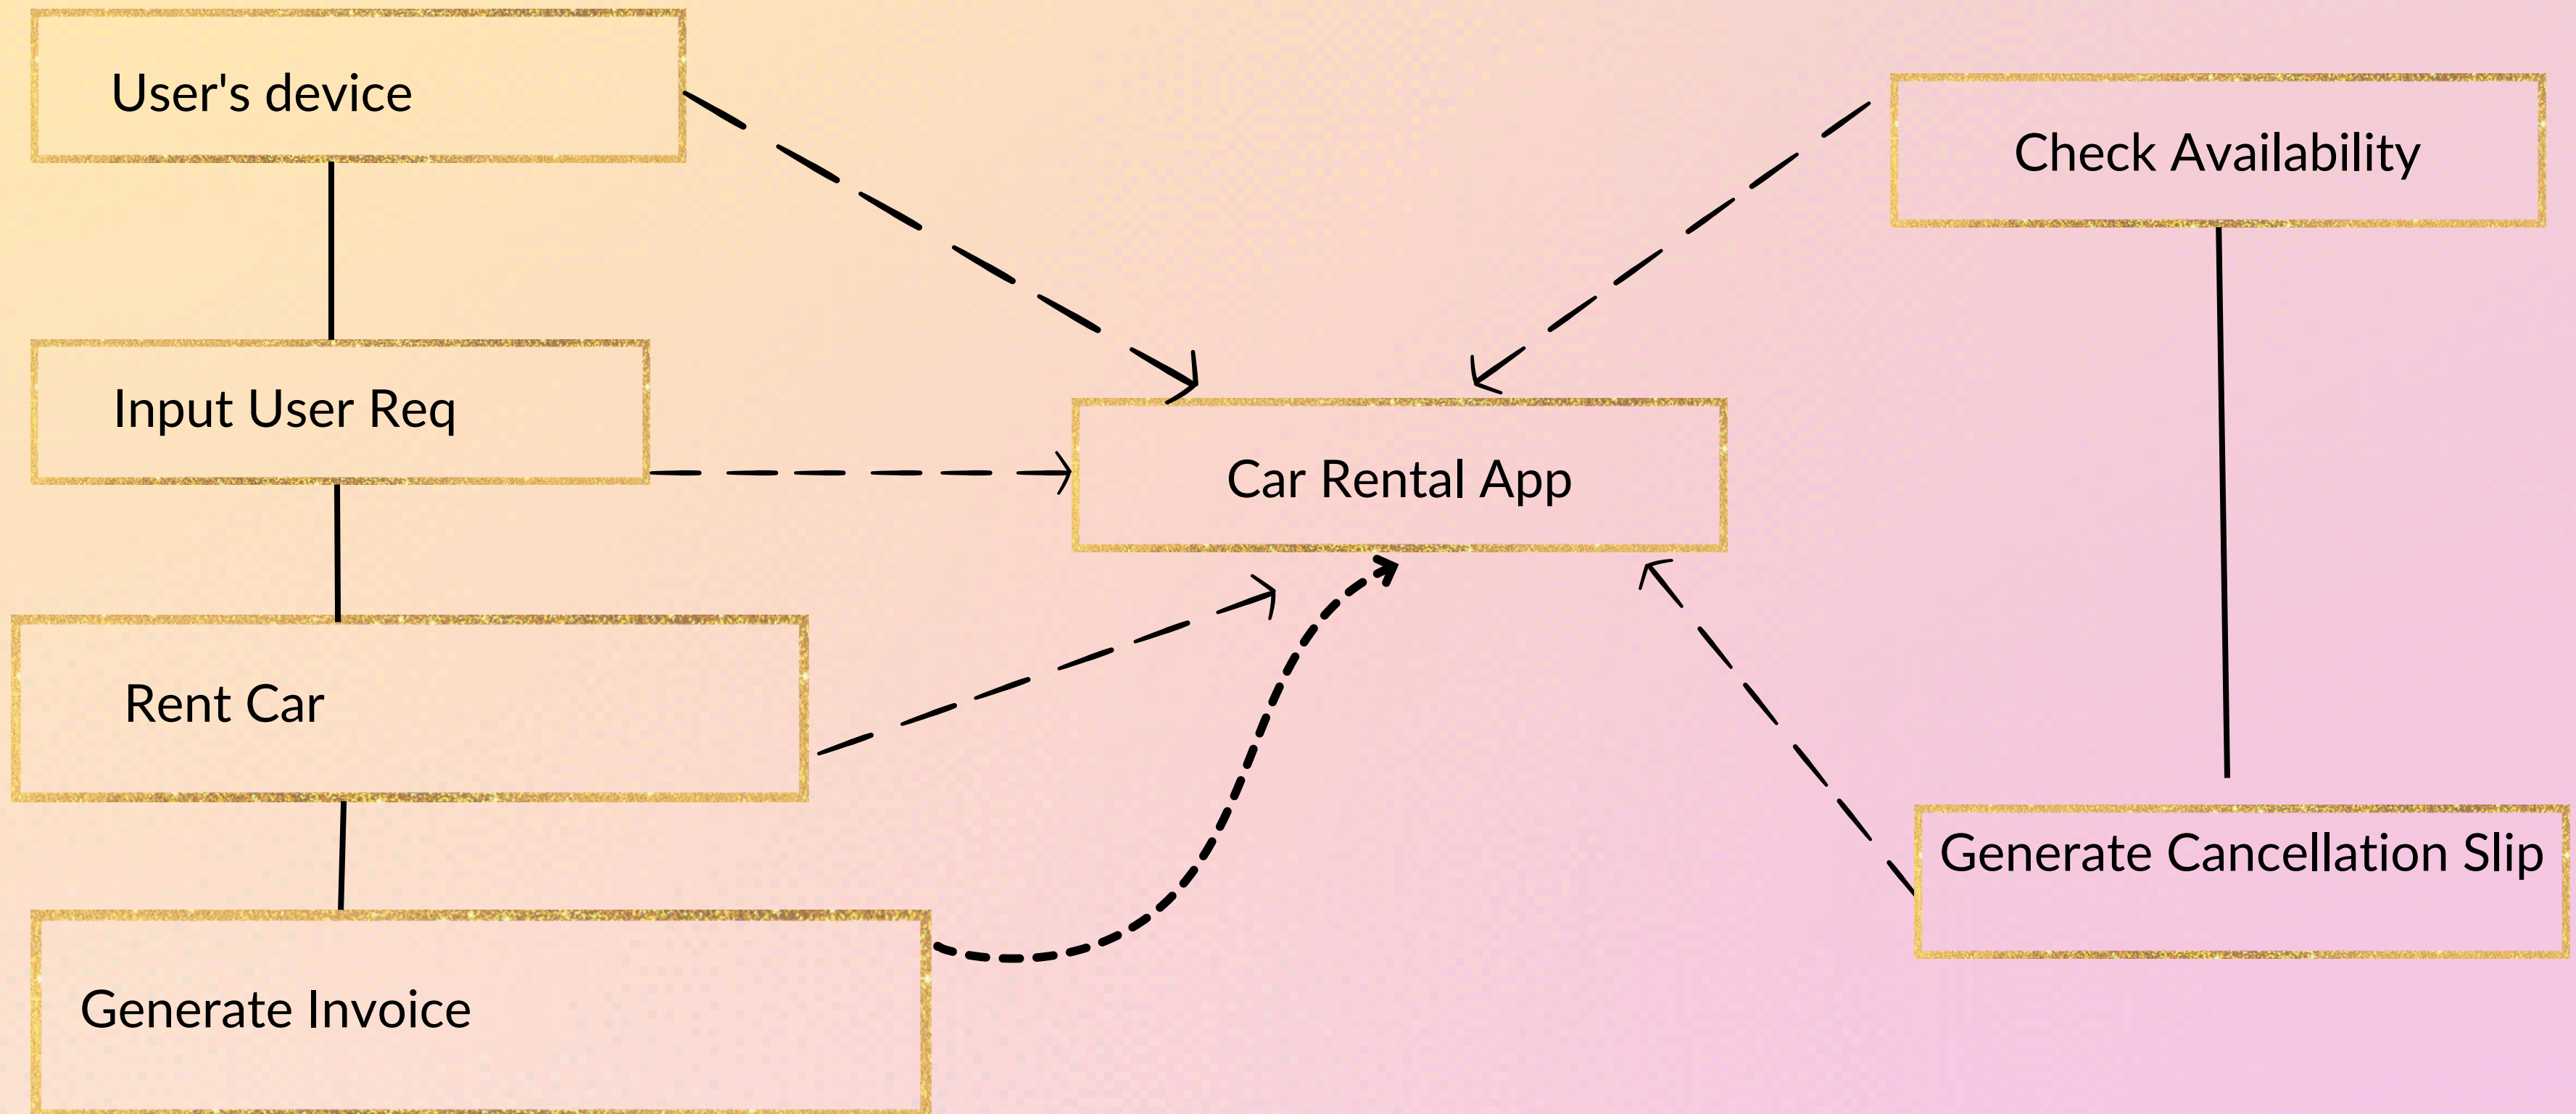 User's device
Input User Req
Rent Car
Generate Invoice
Car Rental App
Check Availability
Generate Cancellation Slip